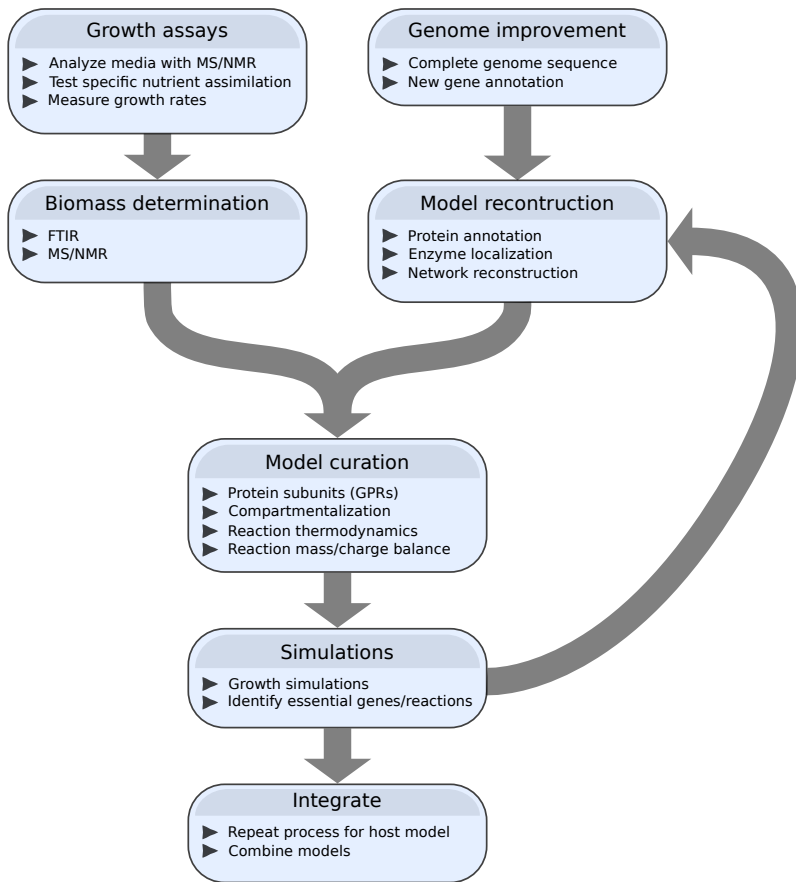 Growth assays
Analyze media with MS/NMR
Test specific nutrient assimilation
Measure growth rates
Genome improvement
Complete genome sequence
New gene annotation
Biomass determination
FTIR
MS/NMR
Model reconstruction
Protein annotation
Enzyme localization
Network reconstruction
Model curation
Protein subunits (GPRs)
Compartmentalization
Reaction thermodynamics
Reaction mass/charge balance
Simulations
Growth simulations
Identify essential genes/reactions
Integrate
Repeat process for host model
Combine models